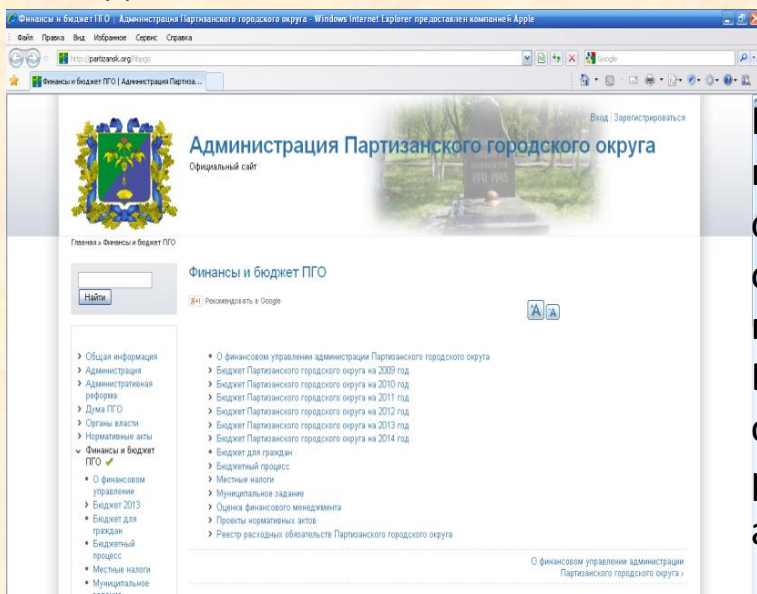 Финансы и бюджет ПГО | Администрация Партизанского городского округа - Windows Internet Explorer предоставлен компанией Apple
Файл Правка Вид Избранное Сервис Справка
http://partizansk.org/fibpgo
Google
Финансы и бюджет ПГО | Администрация Партиза...
Вход | Зарегистрироваться
Администрация Партизанского городского округа
Официальный сайт
1941-1945
Главная » Финансы и бюджет ПГО
Найти
Финансы и бюджет ПГО
Рекомендовать в Google
Общая информация
Администрация
Административная
реформа
Дума ПГО
Органы власти
Нормативные акты
Финансы и бюджет
ПГО
О финансовом
управлении
Бюджет 2013
Бюджет для
граждан
Бюджетный
процесс
Местные налоги
Муниципальное
О финансовом управлении администрации Партизанского городского округа
Бюджет Партизанского городского округа на 2009 год
Бюджет Партизанского городского округа на 2010 год
Бюджет Партизанского городского округа на 2011 год
Бюджет Партизанского городского округа на 2012 год
Бюджет Партизанского городского округа на 2013 год
Бюджет Партизанского городского округа на 2014 год
Бюджет для граждан
Бюджетный процесс
Местные налоги
Муниципальное задание
Оценка финансового менеджмента
Проекты нормативных актов
Реестр расходных обязательств Партизанского городского округа
О финансовом управлении администрации
Партизанского городского округа ›